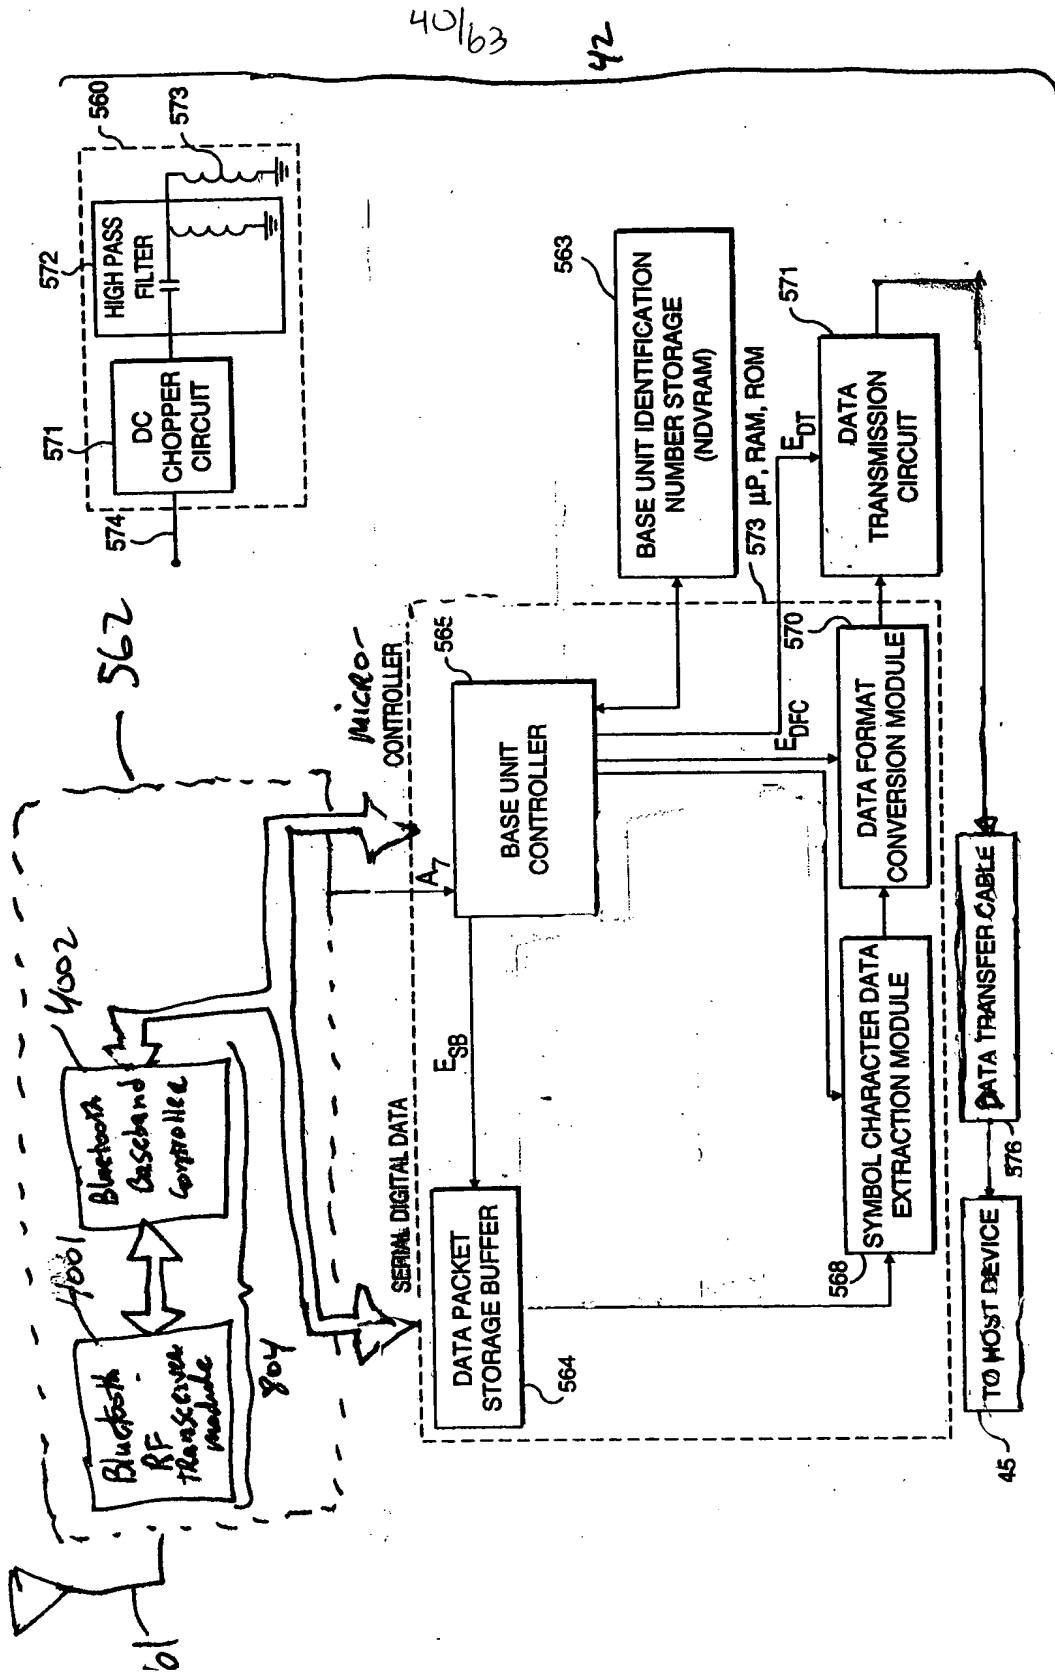 40/63
42
560
573
572
HIGH PASS
FILTER
571
DC
CHOPPER
CIRCUIT
574
562
4002
Bluetooth
Baseband
Controller
4001
Bluetooth
RF
transceiver
module
804
MICRO-
CONTROLLER
SERIAL DIGITAL DATA
A7
565
BASE UNIT
CONTROLLER
ESB
DATA PACKET
STORAGE BUFFER
564
563
BASE UNIT IDENTIFICATION
NUMBER STORAGE
(NDVRAM)
573 µP, RAM, ROM
EDT
EDFC
571
DATA
TRANSMISSION
CIRCUIT
570
DATA FORMAT
CONVERSION MODULE
SYMBOL CHARACTER DATA
EXTRACTION MODULE
568
DATA TRANSFER CABLE
576
TO HOST DEVICE
45